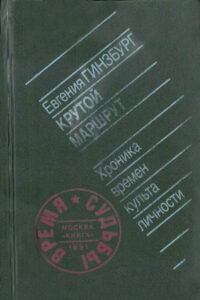 Евгения ГИНЗБУРГ
КРУТОЙ
МАРШРУТ
Хроника
времен
культа
личности
ВРЕМЯ СУДЬБЫ
МОСКВА
«КНИГА»
1991